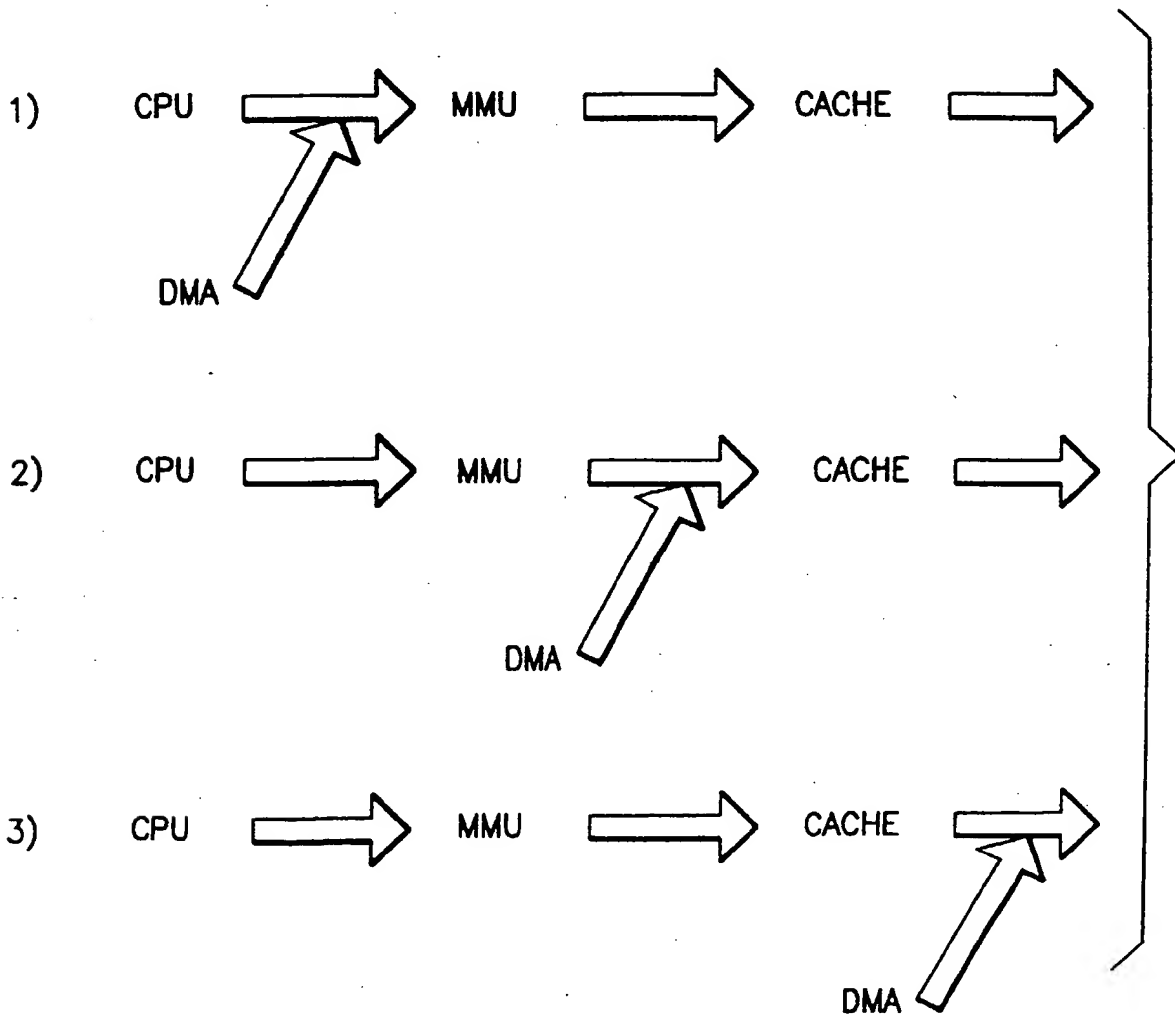 1) CPU MMU CACHE
DMA
2) CPU MMU CACHE
DMA
3) CPU MMU CACHE
DMA